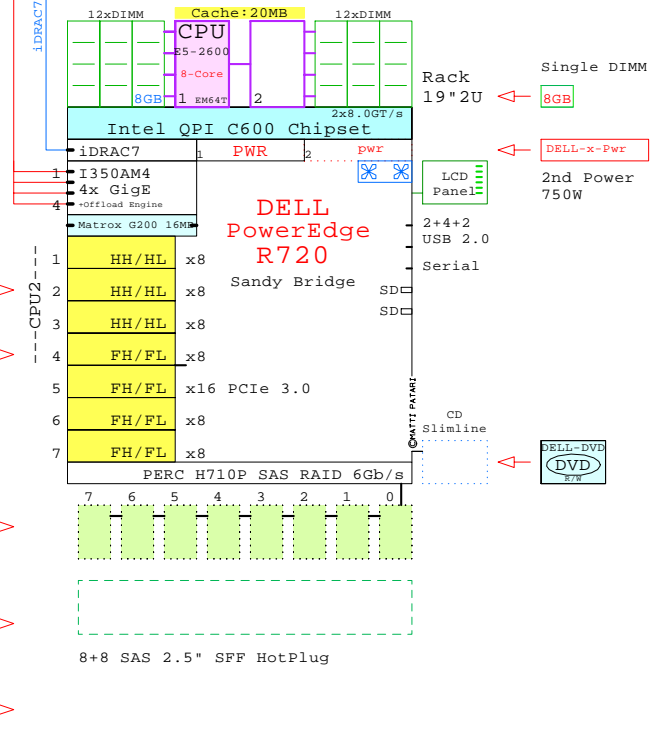 iDRAC7
12xDIMM
Cache:20MB
12xDIMM
CPU
E5-2600
8-Core
8GB
1 EM64T
2
Rack
19"2U
Single DIMM
8GB
2x8.0GT/s
Intel QPI C600 Chipset
iDRAC7
1 PWR
2 pwr
DELL-x-Pwr
2nd Power
750W
1 I350AM4
4x GigE
4 +Offload Engine
LCD
Panel
Matrox G200 16MB
DELL
PowerEdge
R720
Sandy Bridge
2+4+2
USB 2.0
Serial
SD
SD
---CPU2---
1 HH/HL x8
2 HH/HL x8
3 HH/HL x8
4 FH/FL x8
5 FH/FL x16 PCIe 3.0
6 FH/FL x8
7 FH/FL x8
©MATTI PATARI
CD
Slimline
DELL-DVD
DVD
R/W
PERC H710P SAS RAID 6Gb/s
7 6 5 4 3 2 1 0
8+8 SAS 2.5" SFF HotPlug